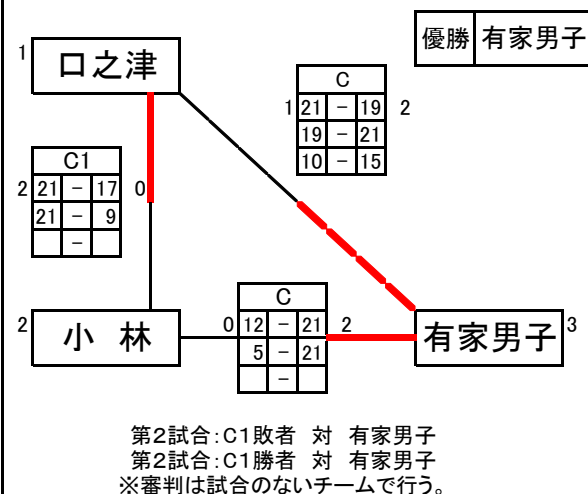 優勝 有家男子
1 口之津
C
1 21 - 19 2
19 - 21
10 - 15
C1
2 21 - 17 0
21 - 9
-
2 小 林
C
0 12 - 21 2
5 - 21
-
有家男子 3
第2試合:C1敗者 対 有家男子
第2試合:C1勝者 対 有家男子
※審判は試合のないチームで行う。